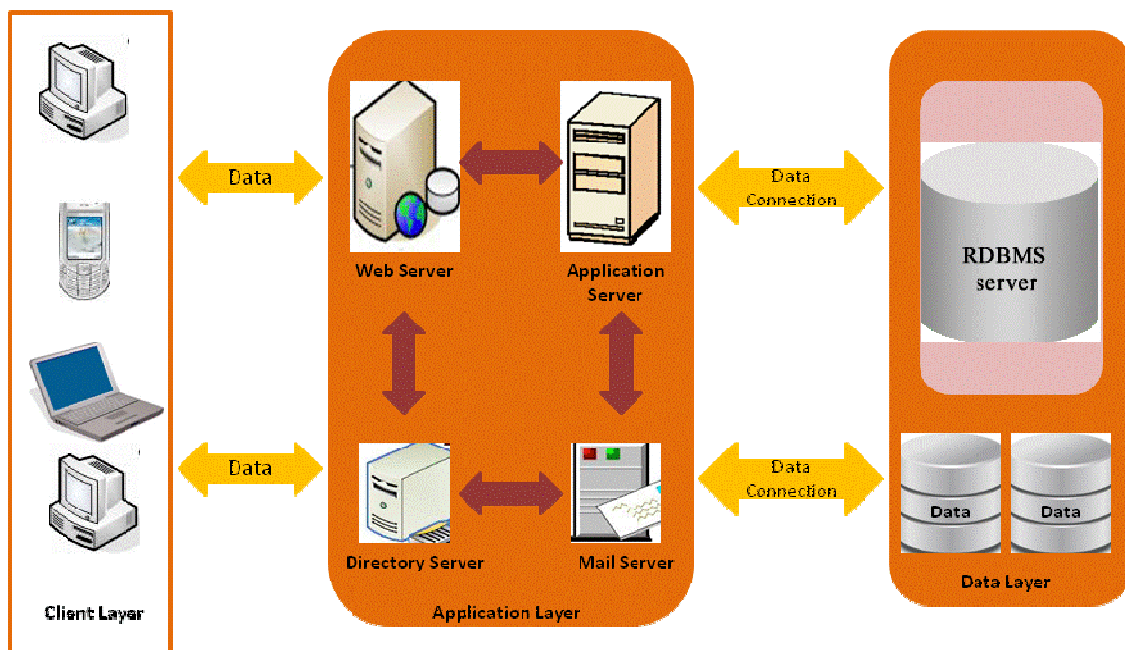 Data
Data
Connection
RDBMS
server
Web Server
Application
Server
Data
Data
Connection
Data
Data
Directory Server
Mail Server
Data Layer
Client Layer
Application Layer